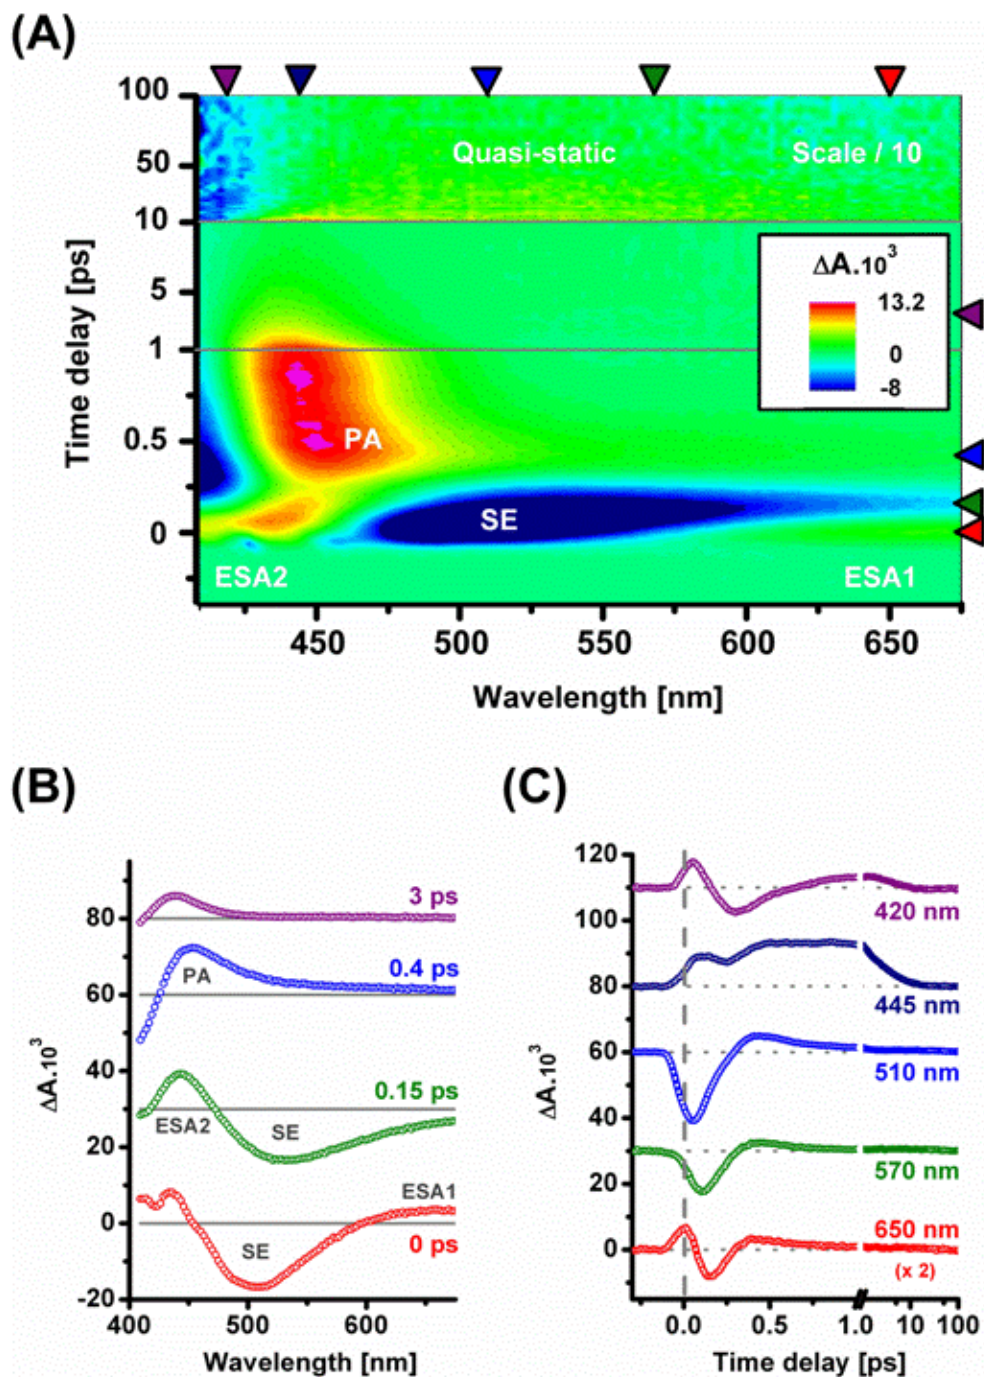 (A)
100
50
10
5
1
0.5
0
Time delay [ps]
Quasi-static
Scale / 10
ΔA.10³
13.2
0
-8
PA
SE
ESA2
ESA1
450
500
550
600
650
Wavelength [nm]
(B)
80
60
40
20
0
-20
ΔA.10³
3 ps
0.4 ps
PA
0.15 ps
ESA2
SE
ESA1
SE
0 ps
400
500
600
Wavelength [nm]
(C)
120
100
80
60
40
20
0
ΔA.10³
420 nm
445 nm
510 nm
570 nm
650 nm
(x 2)
0.0
0.5
1.0
10
100
Time delay [ps]